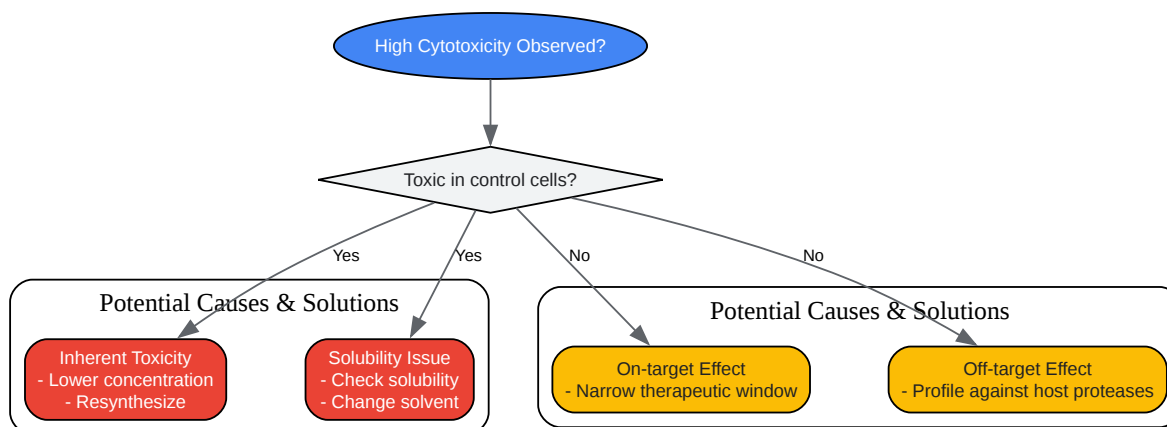 High Cytotoxicity Observed?
Toxic in control cells?
Yes
Yes
No
No
Potential Causes & Solutions
Inherent Toxicity
- Lower concentration
- Resynthesize
Solubility Issue
- Check solubility
- Change solvent
Potential Causes & Solutions
On-target Effect
- Narrow therapeutic window
Off-target Effect
- Profile against host proteases